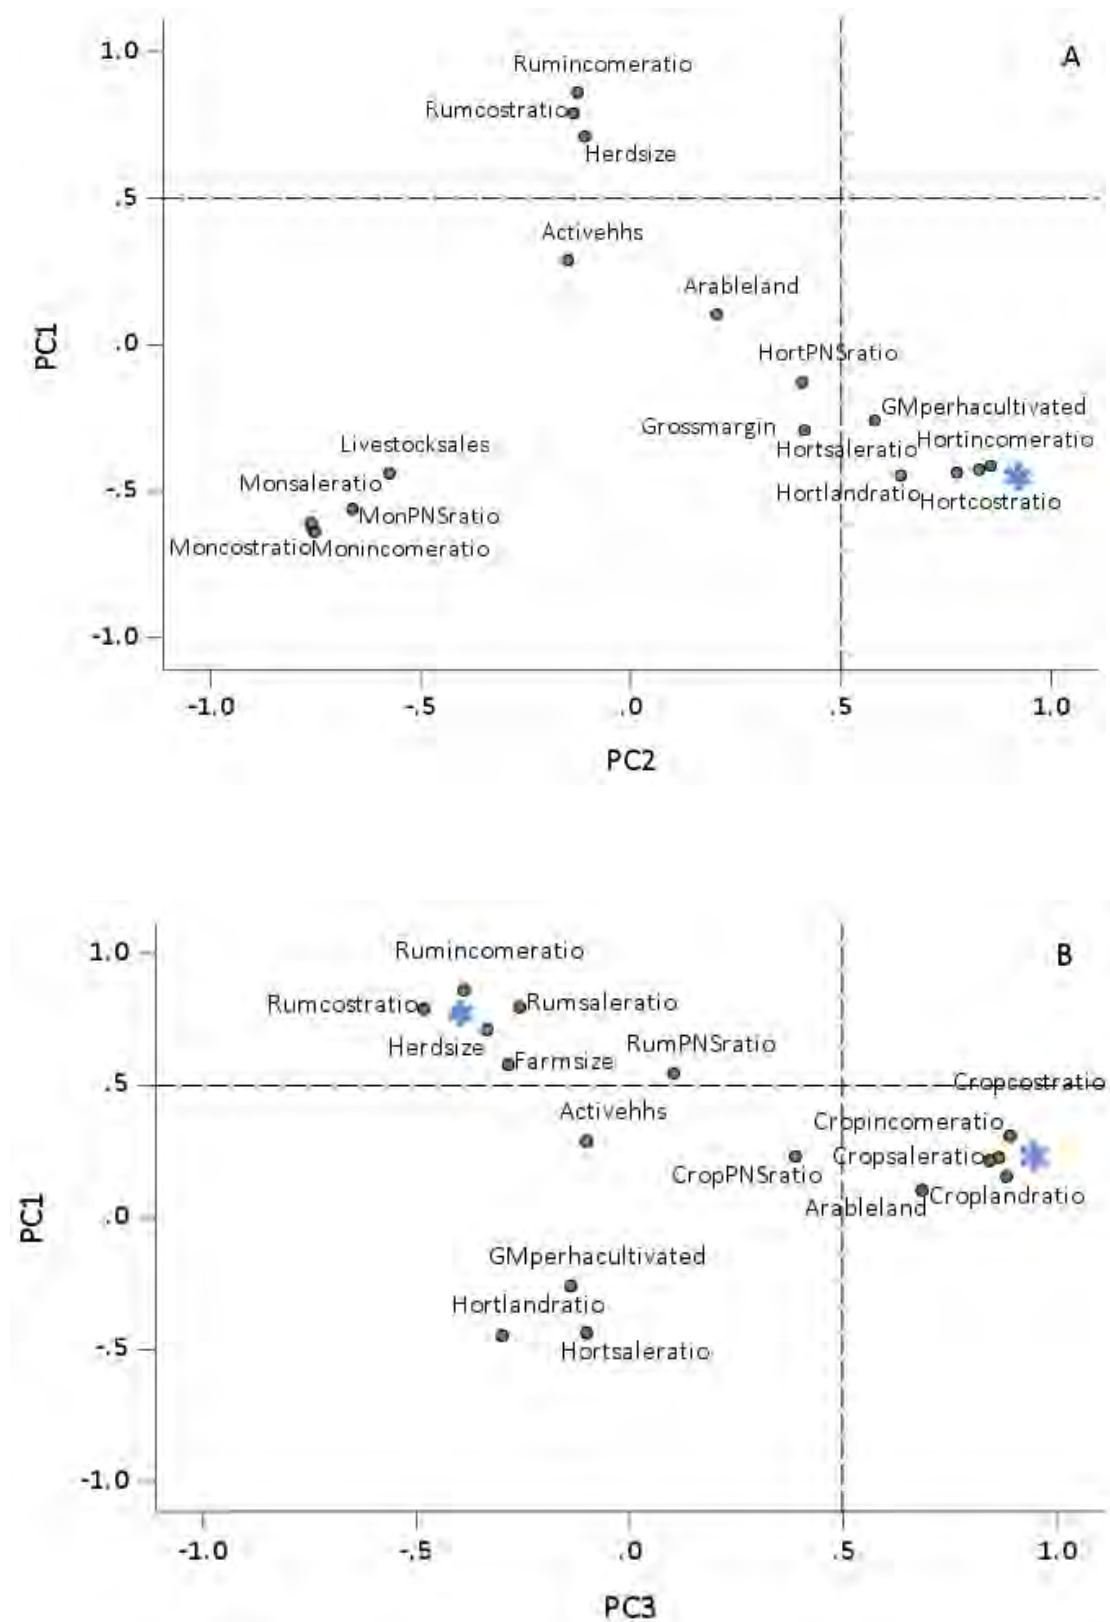 A
1.0
Rumincomeratio
Rumcostratio
Herdsize
.5
Activehhs
Arableland
PC1
.0
HortPNSratio
GMperhacultivated
Grossmargin
Hortincomeratio
Hortsaleratio
Livestocksales
Monsaleratio
-.5
Hortlandratio
Hortcostratio
MonPNSratio
Moncostratio
Monincomeratio
-1.0
-1.0 -.5 .0 .5 1.0
PC2
B
1.0
Rumincomeratio
Rumcostratio
Rumsaleratio
Herdsize
RumPNSratio
Farmsize
.5
Cropcostratio
Activehhs
Cropincomeratio
Cropsaleratio
CropPNSratio
Croplandratio
Arableland
PC1
.0
GMperhacultivated
Hortlandratio
-.5
Hortsaleratio
-1.0
-1.0 -.5 .0 .5 1.0
PC3